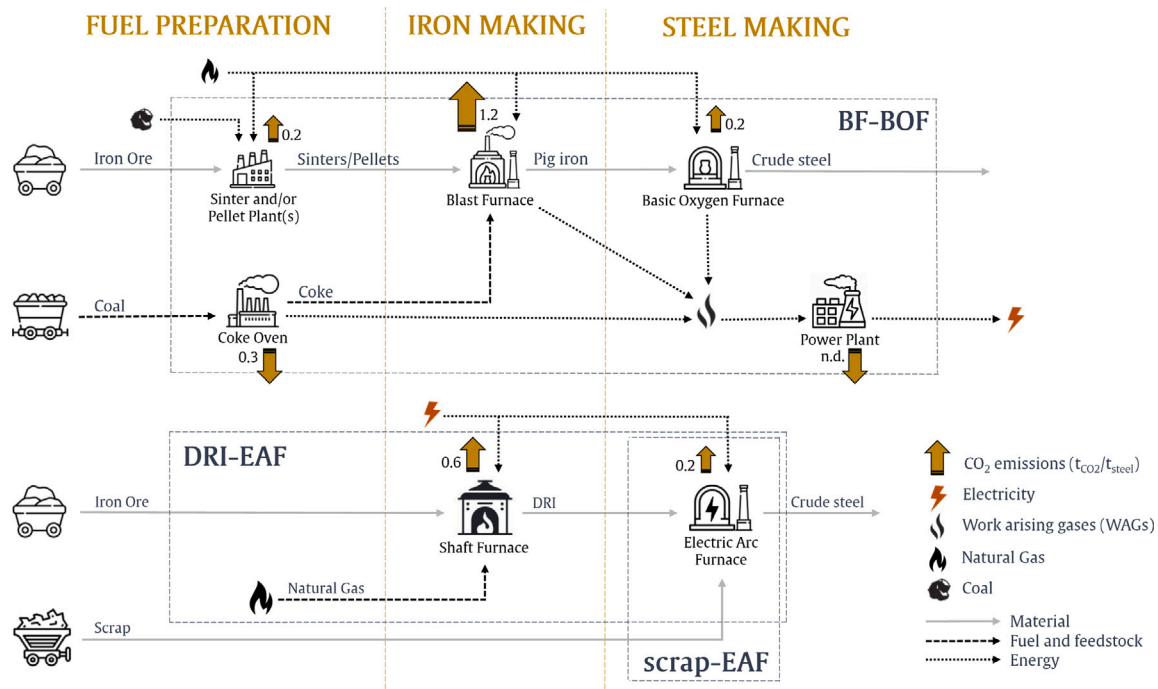 FUEL PREPARATION
IRON MAKING
STEEL MAKING
BF-BOF
0.2
1.2
0.2
Iron Ore
Sinters/Pellets
Pig iron
Crude steel
Sinter and/or
Pellet Plant(s)
Blast Furnace
Basic Oxygen Furnace
Coal
Coke
Coke Oven
0.3
Power Plant
n.d.
DRI-EAF
0.6
0.2
Iron Ore
DRI
Crude steel
Shaft Furnace
Electric Arc
Furnace
Natural Gas
Scrap
scrap-EAF
CO2 emissions (tCO2/tsteel)
Electricity
Work arising gases (WAGs)
Natural Gas
Coal
Material
Fuel and feedstock
Energy